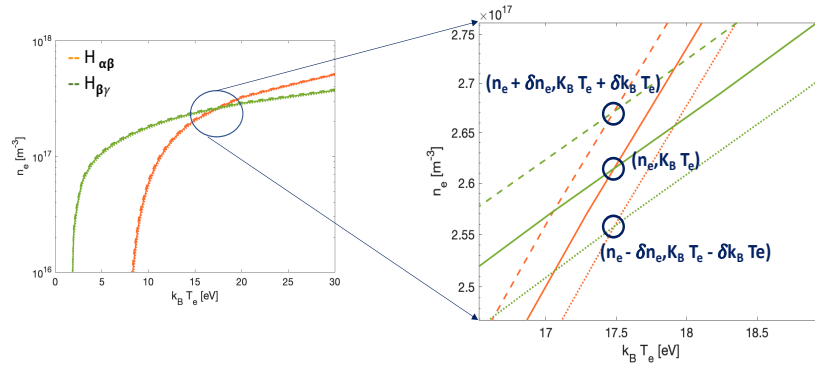 H αβ
H βγ
10^18
10^17
10^16
n_e [m^-3]
0 5 10 15 20 25 30
k_B T_e [eV]
×10^17
2.75
2.7
2.65
2.6
2.55
2.5
n_e [m^-3]
(n_e + δn_e, K_B T_e + δk_B T_e)
(n_e, K_B T_e)
(n_e - δn_e, K_B T_e - δk_B Te)
17 17.5 18 18.5
k_B T_e [eV]